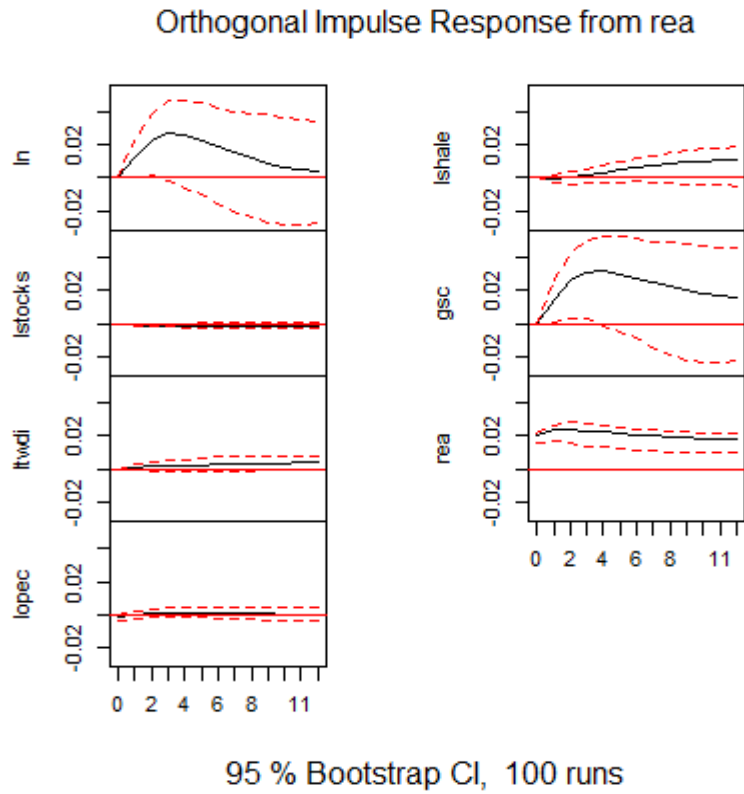 Orthogonal Impulse Response from rea
ln
-0.02 0.02
lstocks
-0.02 0.02
ltwdi
-0.02 0.02
lopec
-0.02 0.02
0 2 4 6 8 11
lshale
-0.02 0.02
gsc
-0.02 0.02
rea
-0.02 0.02
0 2 4 6 8 11
95 % Bootstrap CI, 100 runs